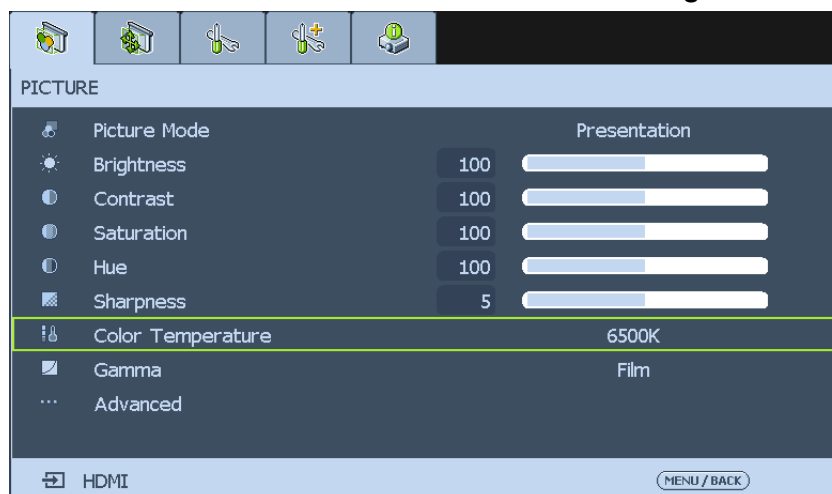 PICTURE
Picture Mode Presentation
Brightness 100
Contrast 100
Saturation 100
Hue 100
Sharpness 5
Color Temperature 6500K
Gamma Film
... Advanced
HDMI MENU / BACK